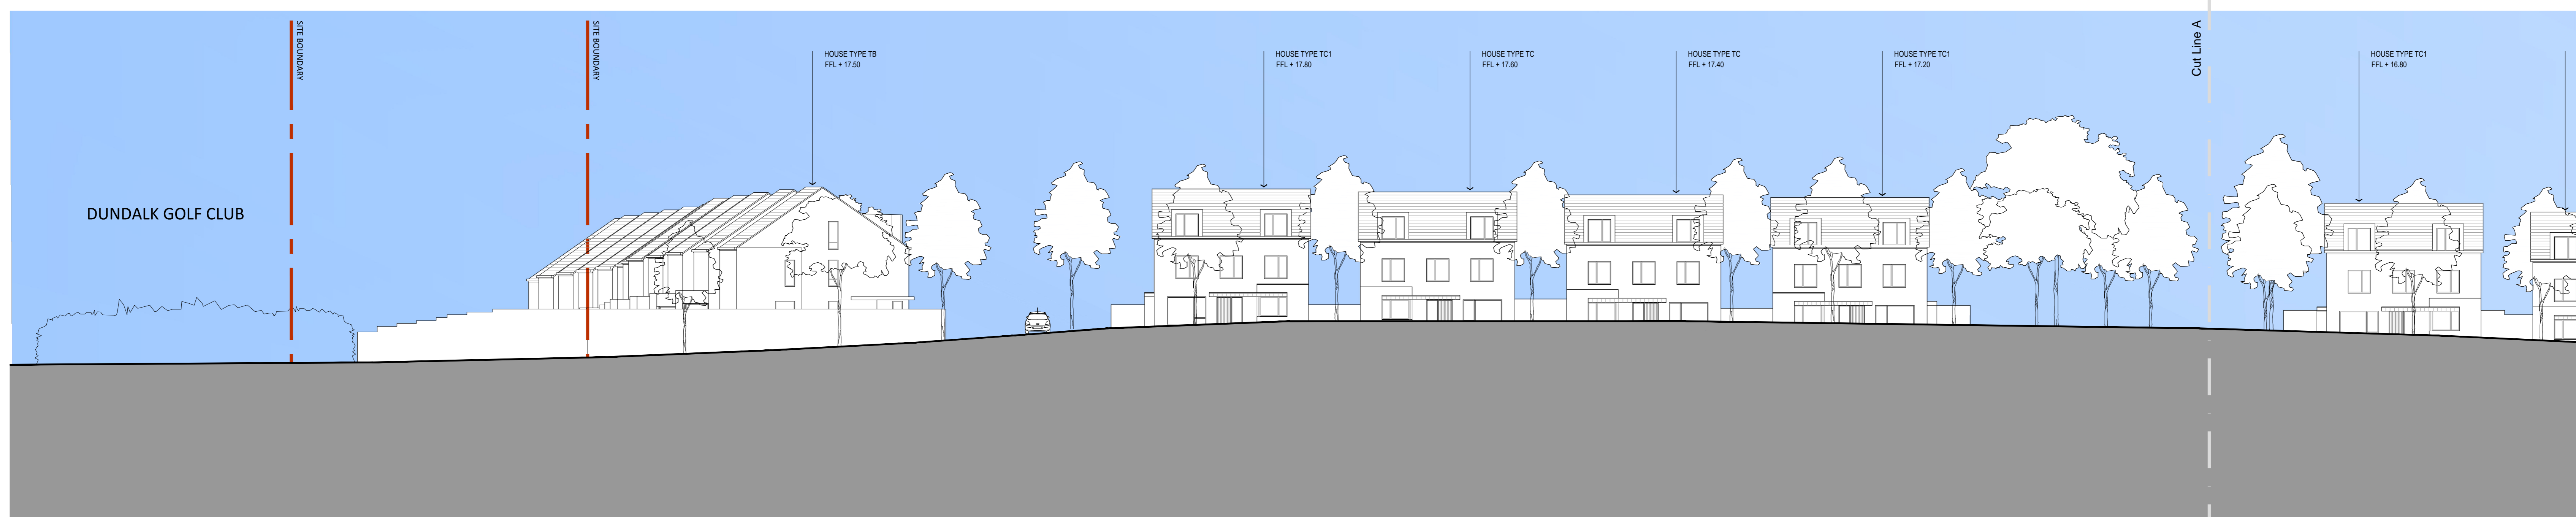 SITE BOUNDARY
SITE BOUNDARY
HOUSE TYPE TB
FFL + 17.50
HOUSE TYPE TC1
FFL + 17.80
HOUSE TYPE TC
FFL + 17.60
HOUSE TYPE TC
FFL + 17.40
HOUSE TYPE TC1
FFL + 17.20
Cut Line A
HOUSE TYPE TC1
FFL + 16.80
DUNDALK GOLF CLUB